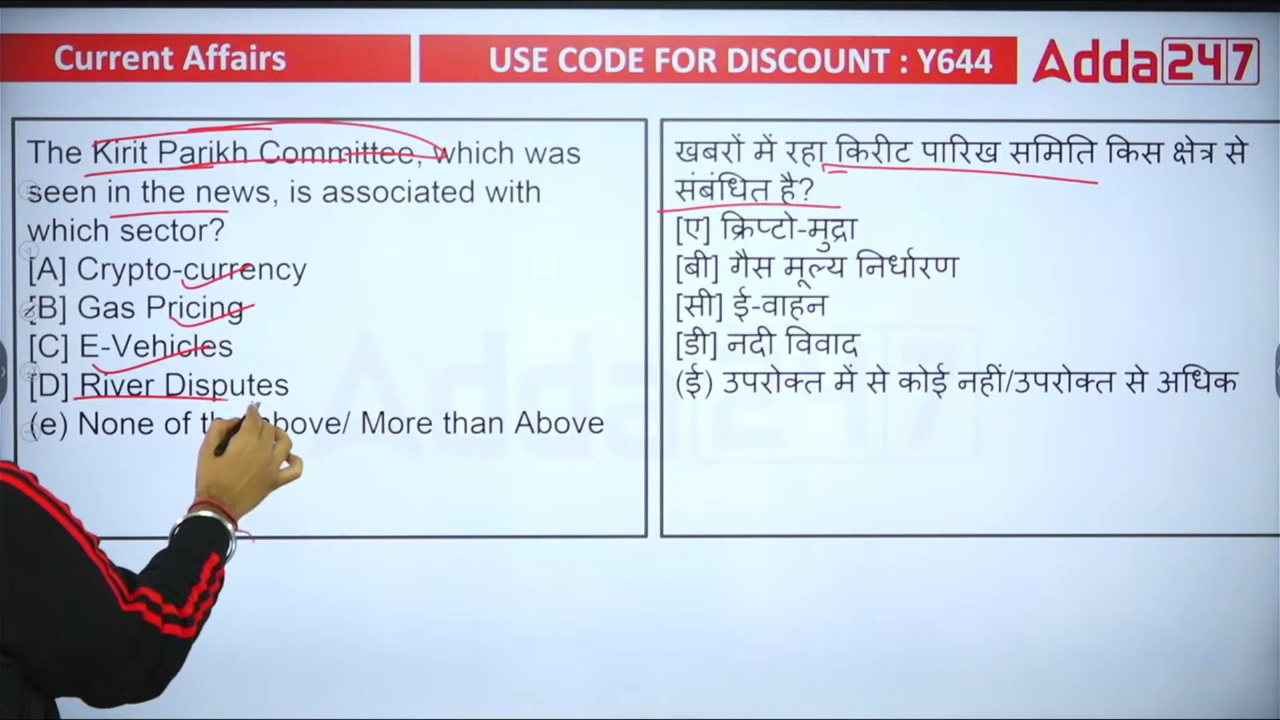 Current Affairs
USE CODE FOR DISCOUNT : Y644
Adda247
The Kirit Parikh Committee, which was
seen in the news, is associated with
which sector?
[A] Crypto-currency
[B] Gas Pricing
[C] E-Vehicles
[D] River Disputes
(e) None of the above/ More than Above
खबरों में रहा किरीट पारिख समिति किस क्षेत्र से
संबंधित है?
[ए] क्रिप्टो-मुद्रा
[बी] गैस मूल्य निर्धारण
[सी] ई-वाहन
[डी] नदी विवाद
(ई) उपरोक्त में से कोई नहीं/उपरोक्त से अधिक
Adda247